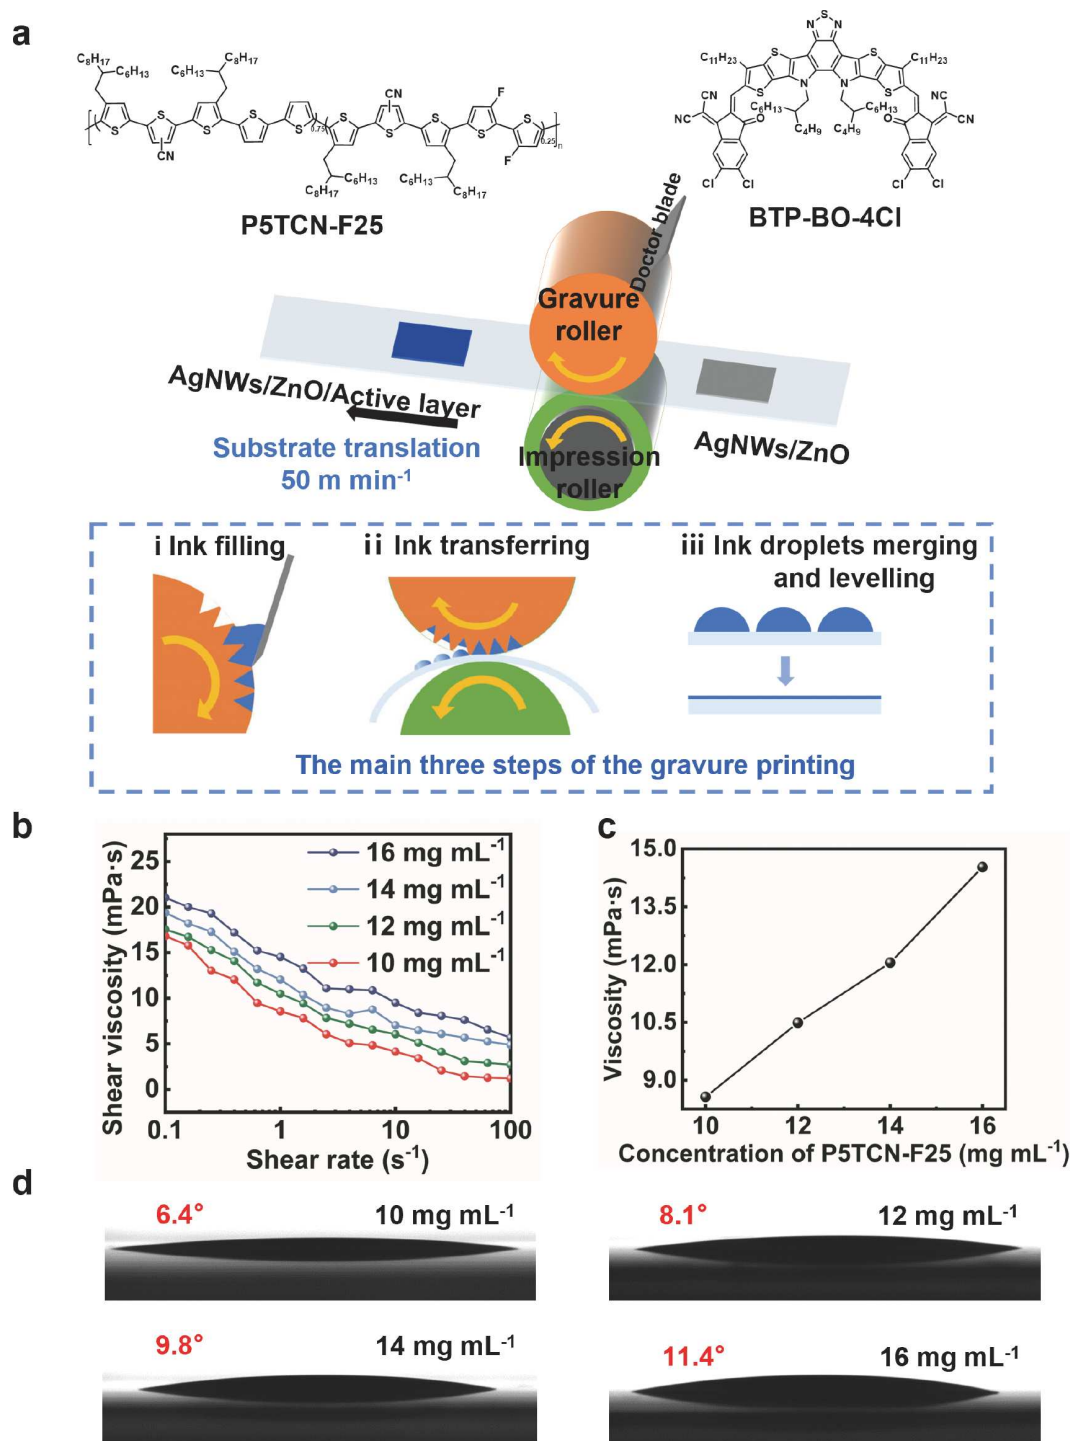 a
C₈H₁₇
C₆H₁₃
C₆H₁₃
C₈H₁₇
S
S
S
S
S
CN
0.75
CN
F
S
S
S
S
S
F
0.25
n
C₆H₁₃
C₈H₁₇
C₆H₁₃
C₈H₁₇
P5TCN-F25
S
N
N
C₁₁H₂₃
S
S
C₁₁H₂₃
S
N
N
S
CN
NC
O
C₆H₁₃
C₄H₉
C₆H₁₃
C₄H₉
O
NC
CN
Cl
Cl
Cl
Cl
BTP-BO-4Cl
Doctor blade
Gravure
roller
AgNWs/ZnO/Active layer
Substrate translation
50 m min⁻¹
Impression
roller
AgNWs/ZnO
i Ink filling
ii Ink transferring
iii Ink droplets merging
and levelling
The main three steps of the gravure printing
b
Shear viscosity (mPa·s)
25
20
15
10
5
0
16 mg mL⁻¹
14 mg mL⁻¹
12 mg mL⁻¹
10 mg mL⁻¹
0.1
1
10
100
Shear rate (s⁻¹)
c
Viscosity (mPa·s)
15.0
13.5
12.0
10.5
9.0
10
12
14
16
Concentration of P5TCN-F25 (mg mL⁻¹)
d
6.4°
10 mg mL⁻¹
8.1°
12 mg mL⁻¹
9.8°
14 mg mL⁻¹
11.4°
16 mg mL⁻¹